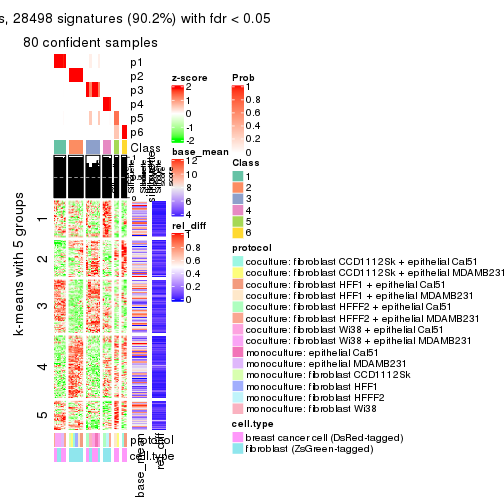 s, 28498 signatures (90.2%) with fdr < 0.05
80 confident samples
p1
p2
p3
p4
p5
p6
Class
1
2
3
4
5
k-means with 5 groups
protocol
cell.type
base_mean
rel_diff
z-score
2
1
0
-1
-2
base_mean
12
10
8
6
4
rel_diff
1
0.8
0.6
0.4
0.2
0
Prob
1
0.8
0.6
0.4
0.2
0
Class
1
2
3
4
5
6
protocol
coculture: fibroblast CCD1112Sk + epithelial Cal51
coculture: fibroblast CCD1112Sk + epithelial MDAMB231
coculture: fibroblast HFF1 + epithelial Cal51
coculture: fibroblast HFF1 + epithelial MDAMB231
coculture: fibroblast HFFF2 + epithelial Cal51
coculture: fibroblast HFFF2 + epithelial MDAMB231
coculture: fibroblast Wi38 + epithelial Cal51
coculture: fibroblast Wi38 + epithelial MDAMB231
monoculture: epithelial Cal51
monoculture: epithelial MDAMB231
monoculture: fibroblast CCD1112Sk
monoculture: fibroblast HFF1
monoculture: fibroblast HFFF2
monoculture: fibroblast Wi38
cell.type
breast cancer cell (DsRed-tagged)
fibroblast (ZsGreen-tagged)